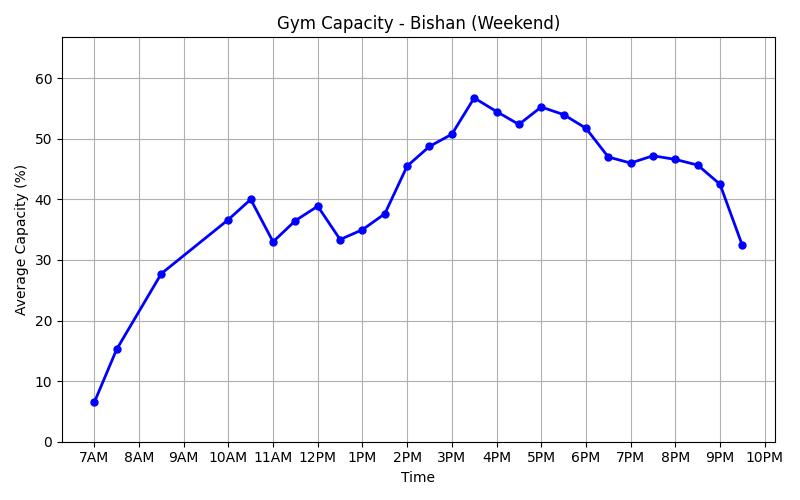 Gym Capacity - Bishan (Weekend)
Average Capacity (%)
60
50
40
30
20
10
0
7AM 8AM 9AM 10AM 11AM 12PM 1PM 2PM 3PM 4PM 5PM 6PM 7PM 8PM 9PM 10PM
Time